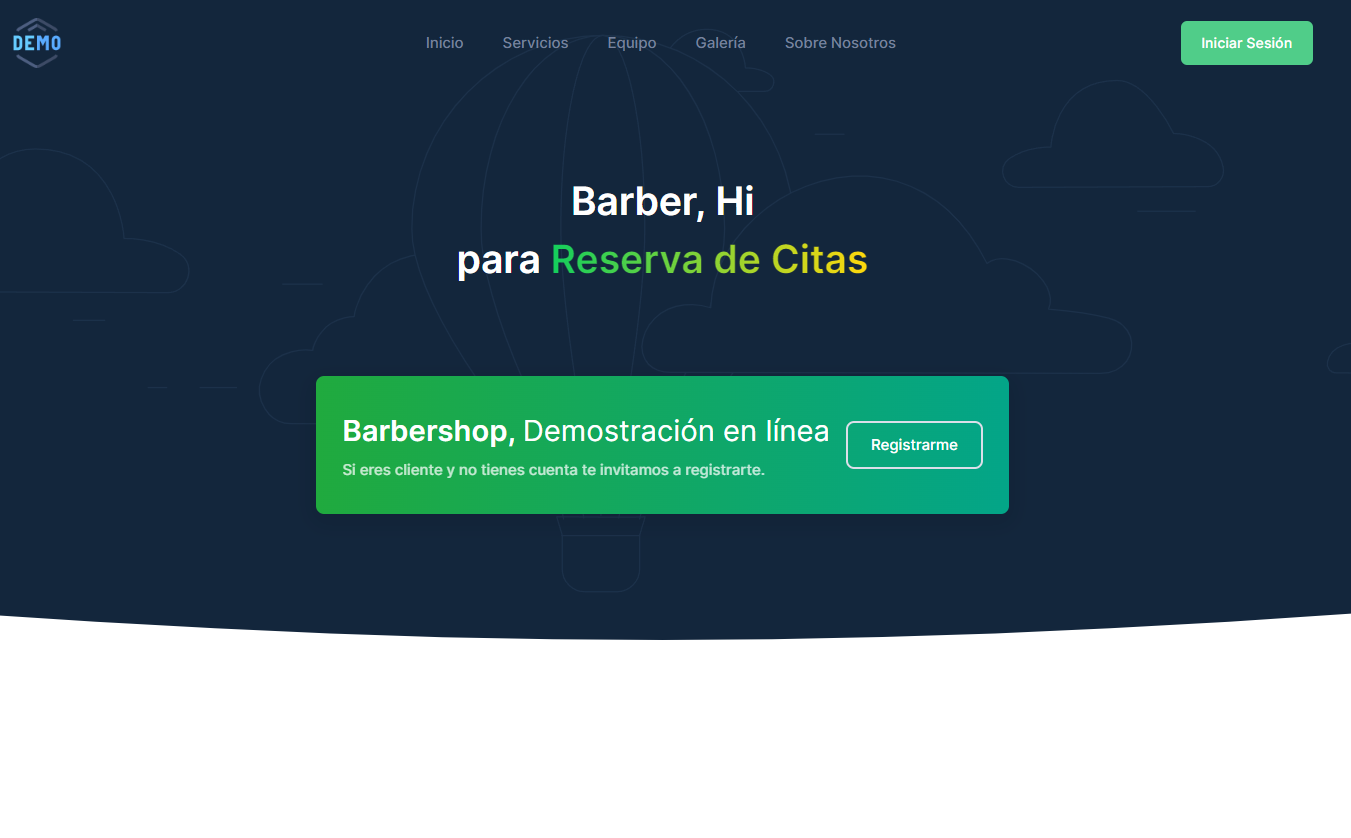 DEMO
Inicio Servicios Equipo Galería Sobre Nosotros
Iniciar Sesión
Barber, Hi
para Reserva de Citas
Barbershop, Demostración en línea
Si eres cliente y no tienes cuenta te invitamos a registrarte.
Registrarme